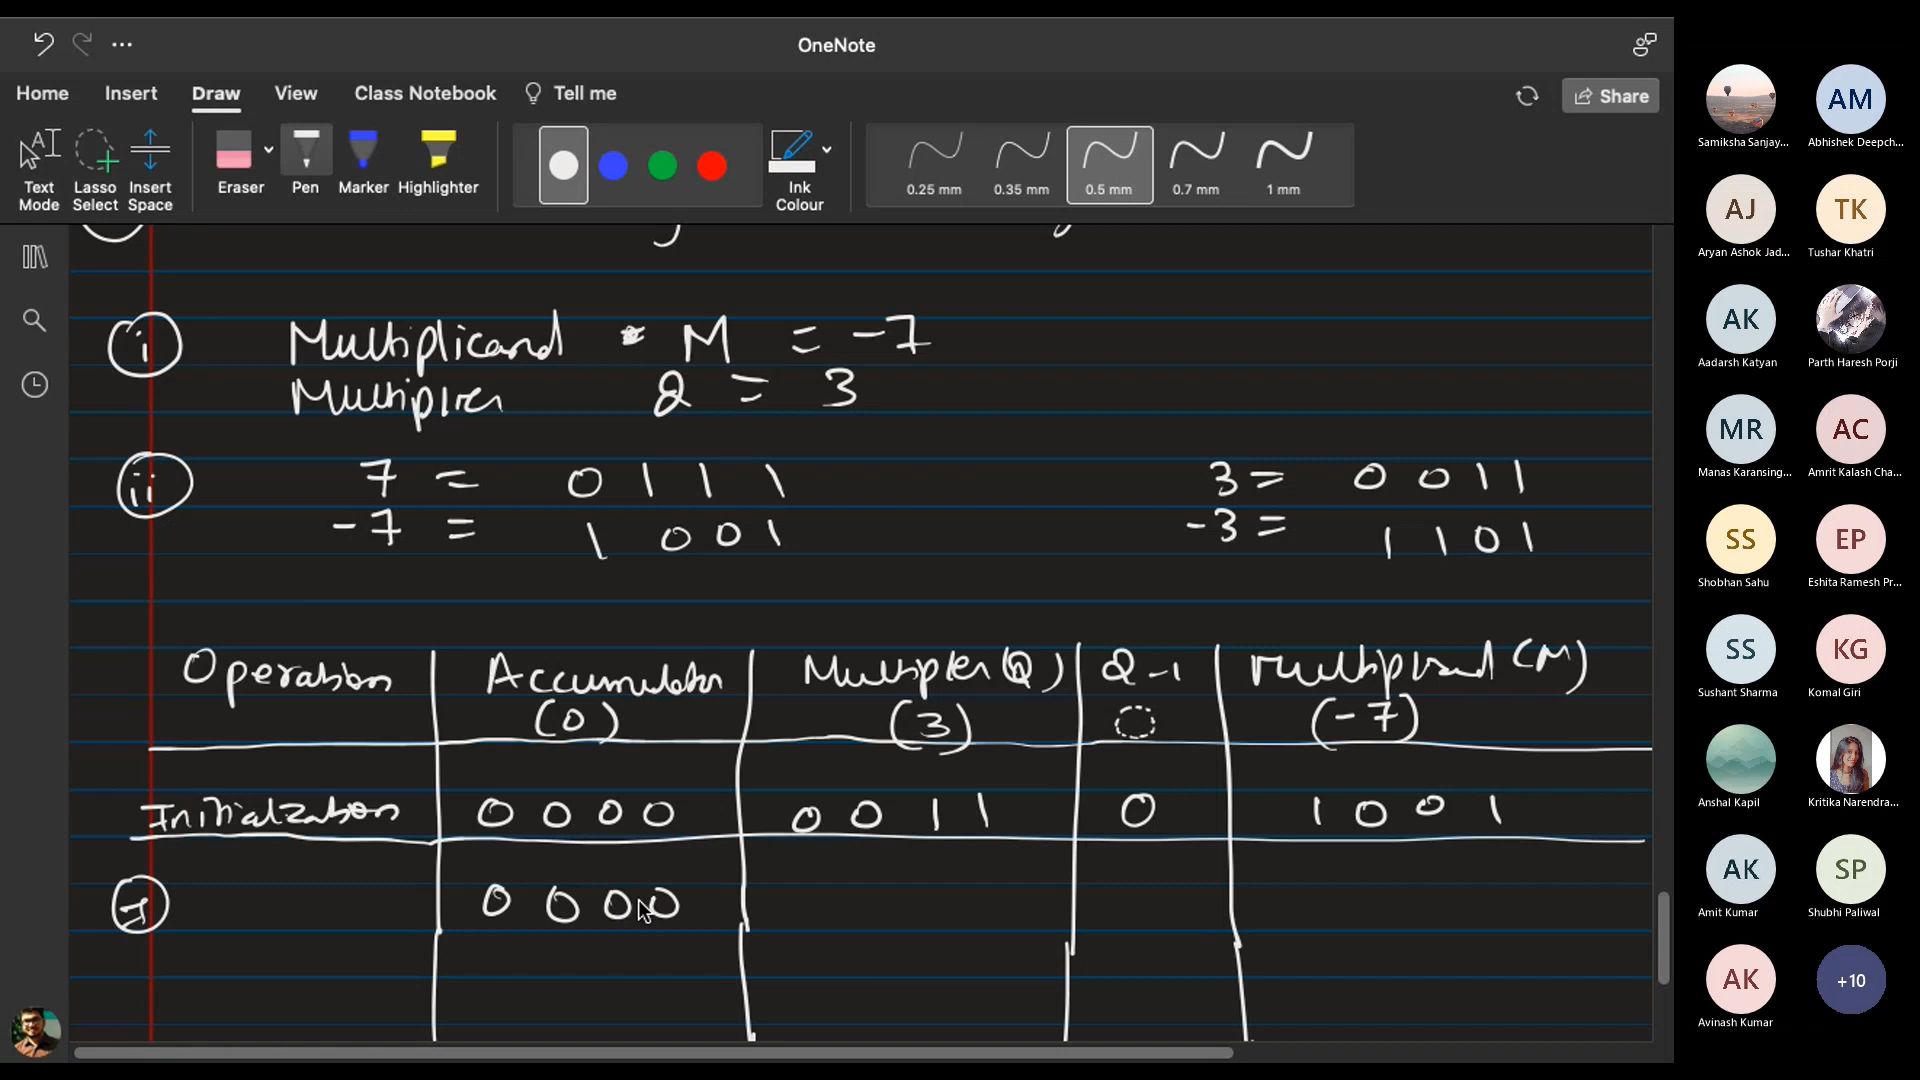 OneNote
Home Insert Draw View Class Notebook Tell me
Share
Text Mode
Lasso Select
Insert Space
Eraser
Pen
Marker
Highlighter
Ink Colour
0.25 mm
0.35 mm
0.5 mm
0.7 mm
1 mm
i Multiplicand M = -7
Multiplier Q = 3
ii 7 = 0 1 1 1 3 = 0 0 1 1
-7 = 1 0 0 1 -3 = 1 1 0 1
Operation Accumulator Multiplier (Q) Q-1 Multiplicand (M)
(0) (3) (-7)
Initialization 0 0 0 0 0 0 1 1 0 1 0 0 1
I 0 0 0 0
Samiksha Sanjay...
AM
Abhishek Deepch...
AJ
Aryan Ashok Jad...
TK
Tushar Khatri
AK
Aadarsh Katyan
Parth Haresh Porji
MR
Manas Karansing...
AC
Amrit Kalash Cha...
SS
Shobhan Sahu
EP
Eshita Ramesh Pr...
SS
Sushant Sharma
KG
Komal Giri
Anshal Kapil
Kritika Narendra...
AK
Amit Kumar
SP
Shubhi Paliwal
AK
Avinash Kumar
+10